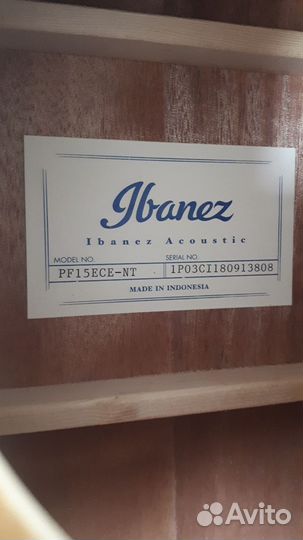 Ibanez
Ibanez Acoustic
MODEL NO. SERIAL NO.
PF15ECE-NT 1P03CI180913808
MADE IN INDONESIA
Avito